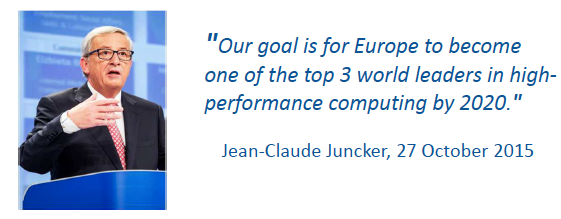 "Our goal is for Europe to become
one of the top 3 world leaders in high-
performance computing by 2020."
Jean-Claude Juncker, 27 October 2015